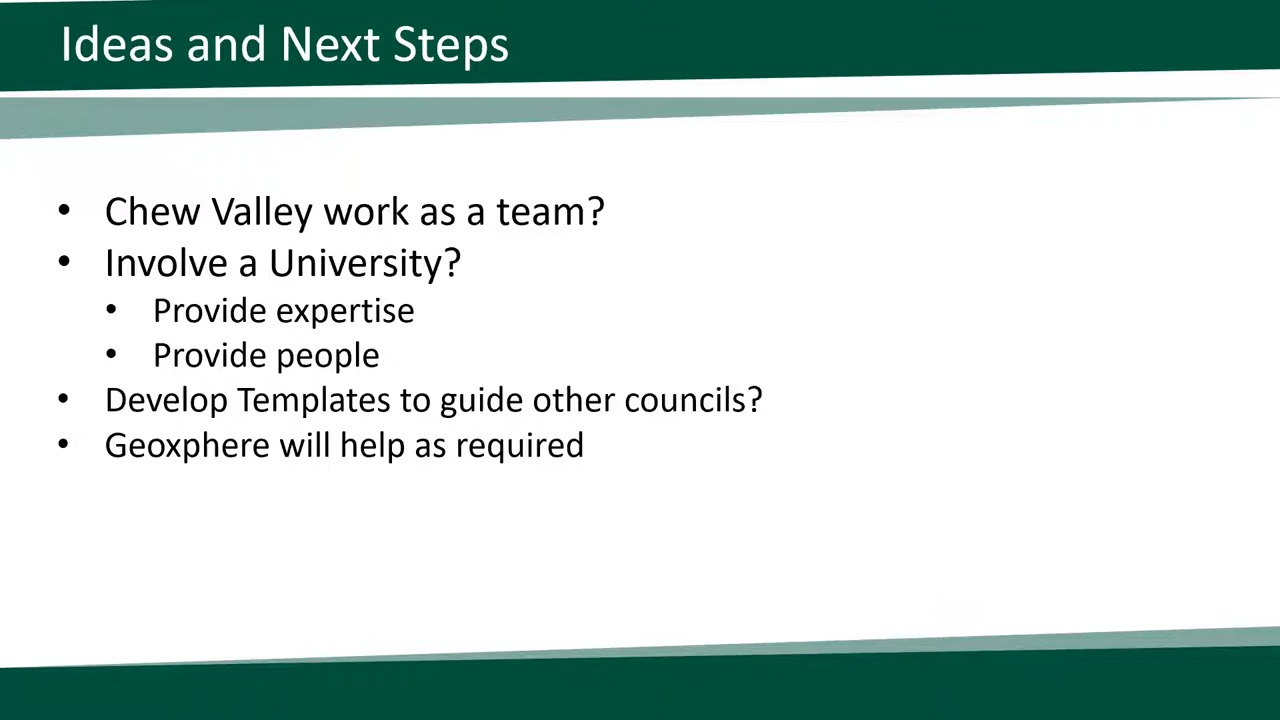 Ideas and Next Steps
• Chew Valley work as a team?
• Involve a University?
• Provide expertise
• Provide people
• Develop Templates to guide other councils?
• Geoxphere will help as required